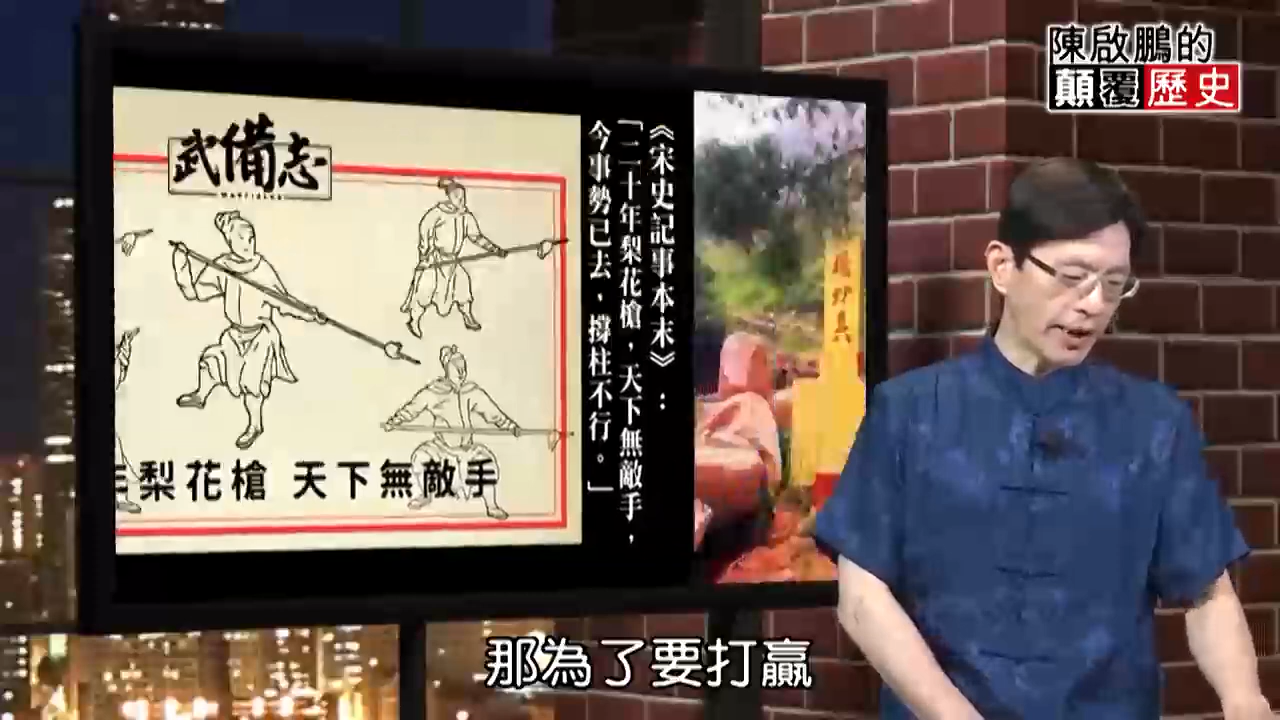 陳啟鵬的
顛覆歷史
武備志
《宋史記事本末》：
「二十年梨花槍，天下無敵手，
今事勢已去，撐柱不行。」
梨花槍 天下無敵手
那為了要打贏